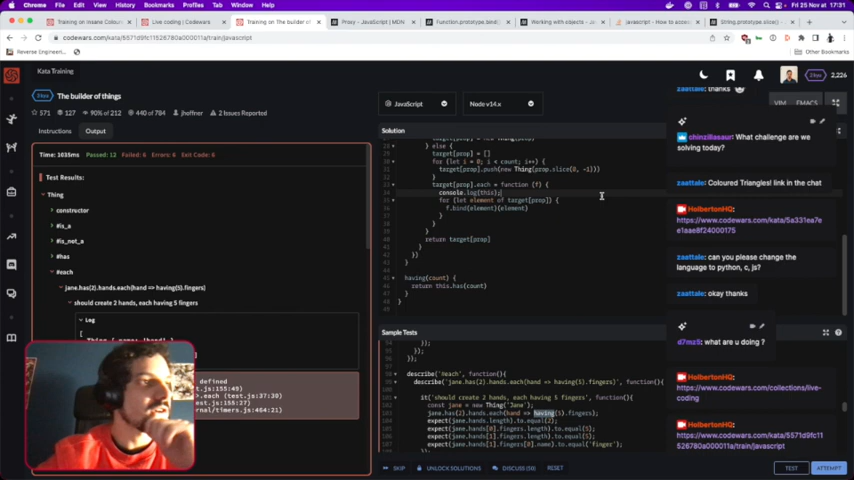 Chrome File Edit View History Bookmarks Profiles Tab Window Help
Fri 25 Nov 17:31
Training on Insane Colour
Live coding | Codewars
Training on The builder of thin
Proxy - JavaScript | MDN
Function.prototype.bind()
Working with objects - J
javascript - How to acces
String.prototype.slice()
codewars.com/kata/5571d9fc11526780a000011a/train/javascript
Reverse Engineerin
Other Bookmarks
Kata Training
2,226
The builder of things
571 127 90% of 212 440 of 784 jhoffner 2 Issues Reported
Instructions Output
Time: 1035ms Passed: 12 Failed: 6 Errors: 6 Exit Code: 6
Test Results:
Thing
constructor
#is_a
#is_not_a
#has
#each
jane.has(2).hands.each(hand => having(5).fingers)
should create 2 hands, each having 5 fingers
Log
[
defined
st.js:155:49)
>.each (test.js:37:30)
t.js:155:27)
rnal/timers.js:464:21)
JavaScript
Node v14.x
VIM EMACS
Solution
29 } else {
target[prop] = []
for (let i = 0; i < count; i++) {
target[prop].push(new Thing(prop.slice(0, -1)))
}
target[prop].each = function (f) {
console.log(this);
for (let element of target[prop]) {
f.bind(element)(element)
}
}
return target[prop]
}
})
}
having(count) {
return this.has(count)
}
}
Sample Tests
});
});
});
describe('#each', function(){
describe('jane.has(2).hands.each(hand => having(5).fingers)', function(){
it('should create 2 hands, each having 5 fingers', function(){
const jane = new Thing('Jane');
jane.has(2).hands.each(hand => having(5).fingers);
expect(jane.hands.length).to.equal(2);
expect(jane.hands[0].fingers.length).to.equal(5);
expect(jane.hands[1].fingers.length).to.equal(5);
expect(jane.hands[1].fingers[0].name).to.equal('finger')
SKIP UNLOCK SOLUTIONS DISCUSS (50) RESET TEST ATTEMPT
zaattale: thanks
chinzillasaur: What challenge are we
solving today?
zaattale: Coloured Triangles! link in the chat
HolbertonHQ:
https://www.codewars.com/kata/5a331ea7e
e1aae8f24000175
zaattale: can you please change the
language to python, c, js?
zaattale: okay thanks
d7mz5: what are u doing ?
HolbertonHQ:
https://www.codewars.com/collections/live-
coding
HolbertonHQ:
https://www.codewars.com/kata/5571d9fc11
526780a000011a